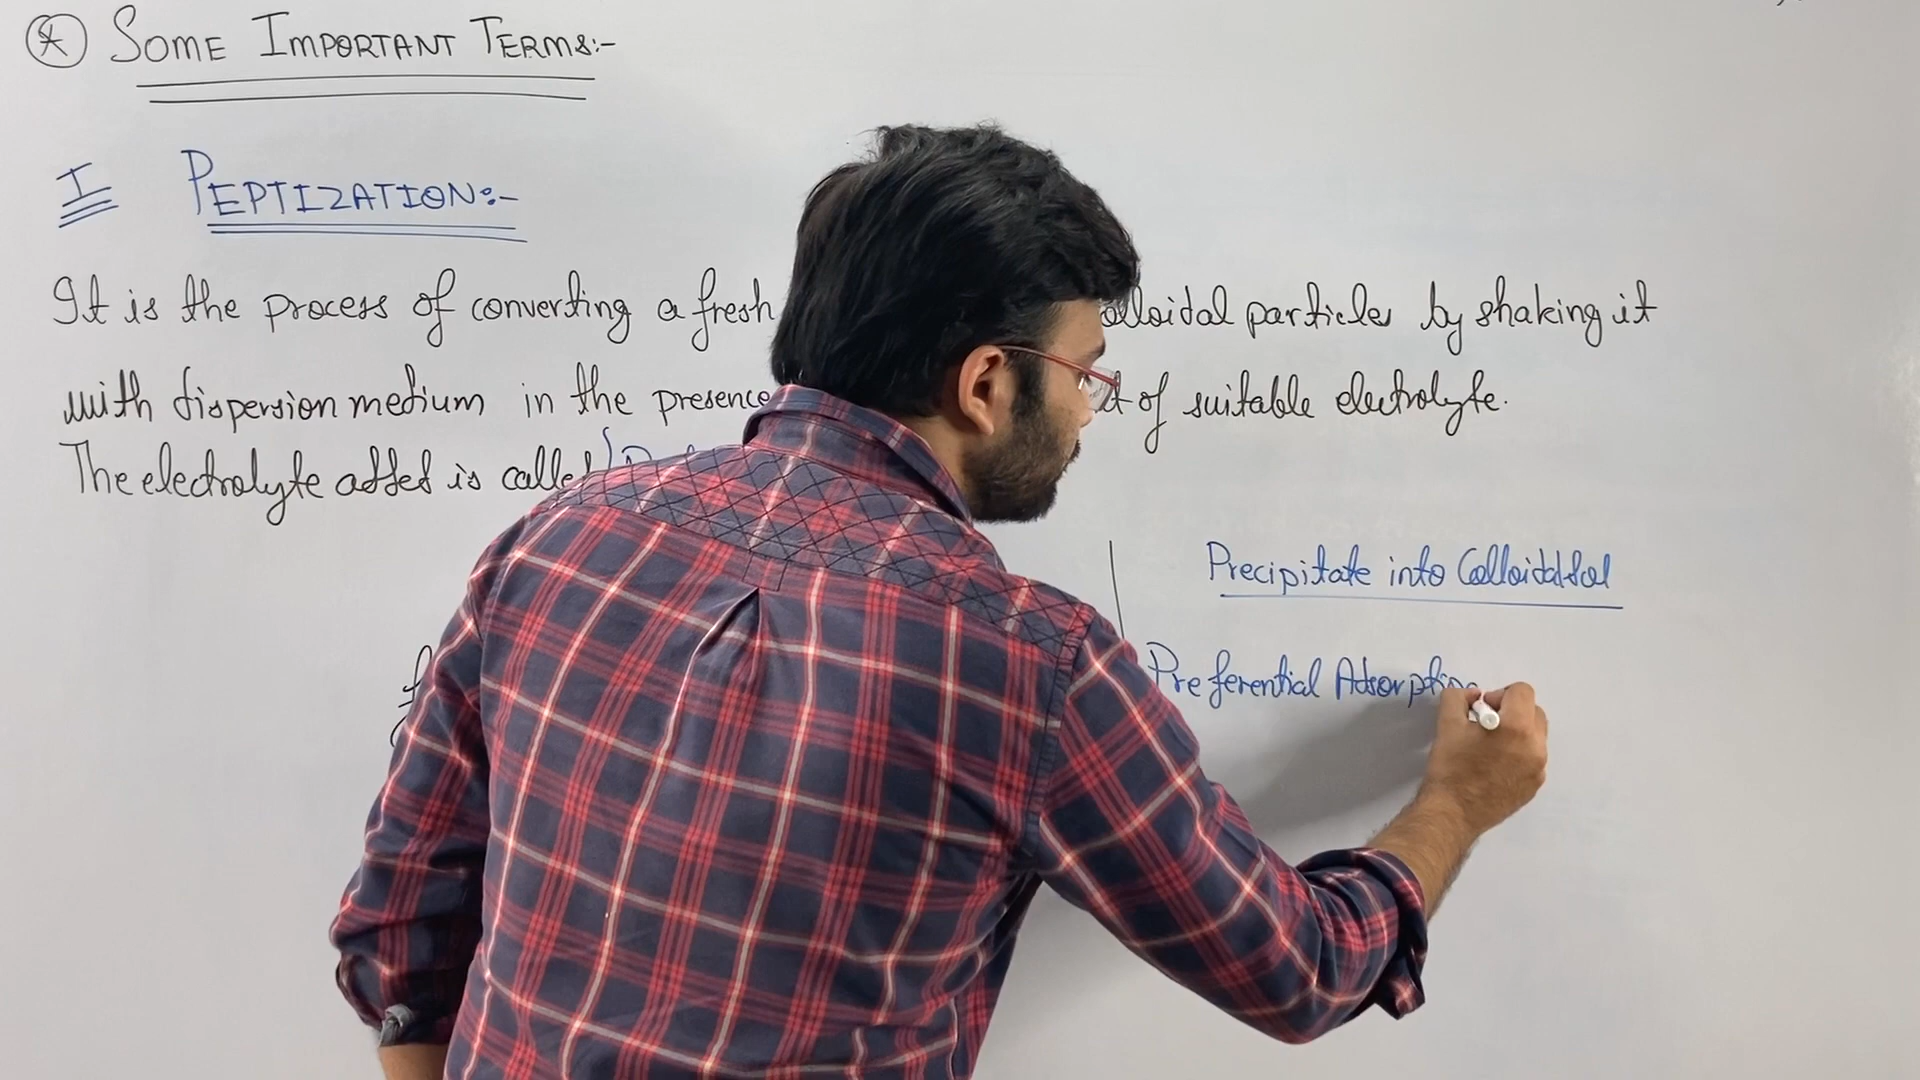 SOME IMPORTANT TERMS:-
I PEPTIZATION:-
It is the process of converting a fresh olloidal particles by shaking it
with dispersion medium in the presence of suitable electrolyte.
The electrolyte added is called
Precipitate into Colloidal sol
Preferential Adsorption